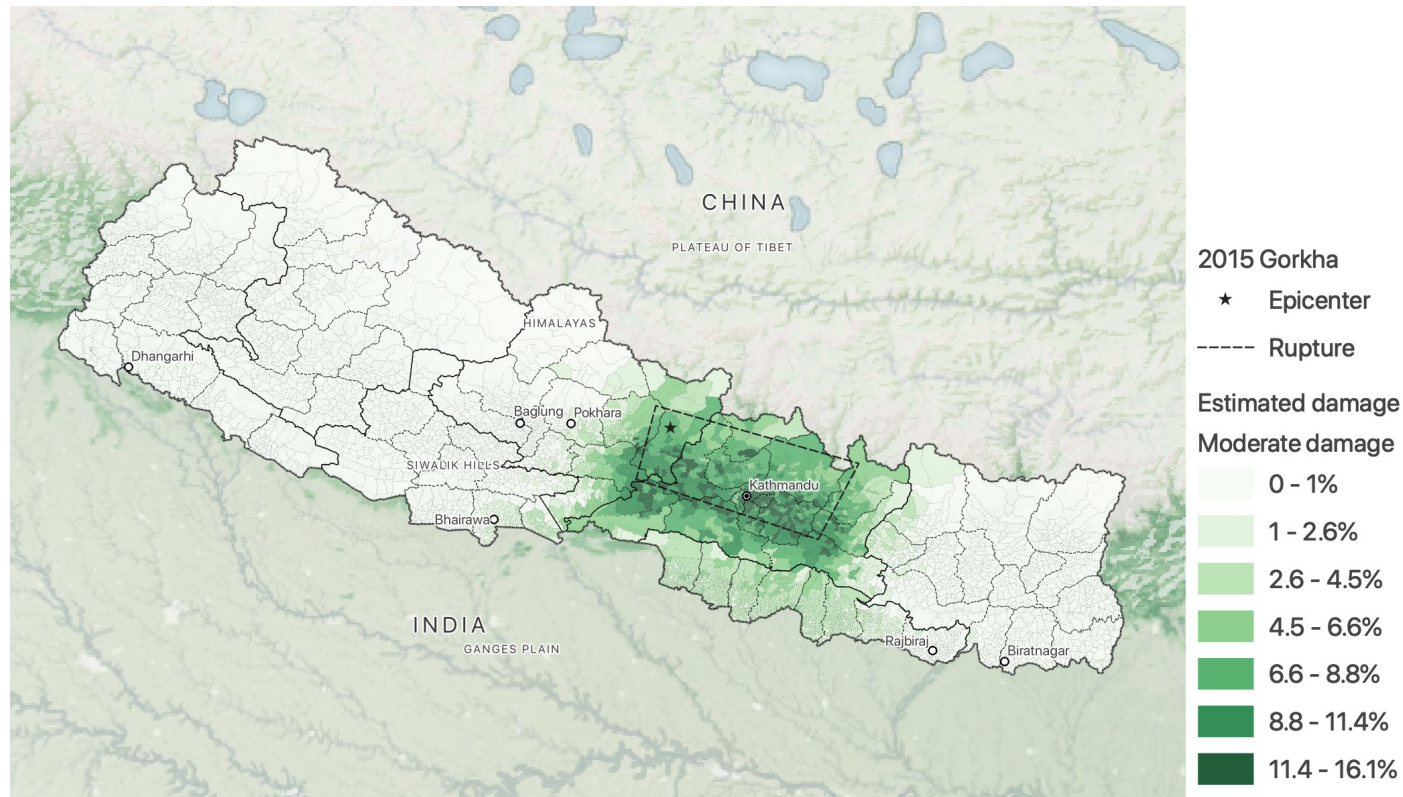 CHINA
PLATEAU OF TIBET
HIMALAYAS
Dhangarhi
Baglung
Pokhara
SIWALIK HILLS
Kathmandu
Bhairawa
INDIA
GANGES PLAIN
Rajbiraj
Biratnagar
2015 Gorkha
Epicenter
Rupture
Estimated damage
Moderate damage
0 - 1%
1 - 2.6%
2.6 - 4.5%
4.5 - 6.6%
6.6 - 8.8%
8.8 - 11.4%
11.4 - 16.1%